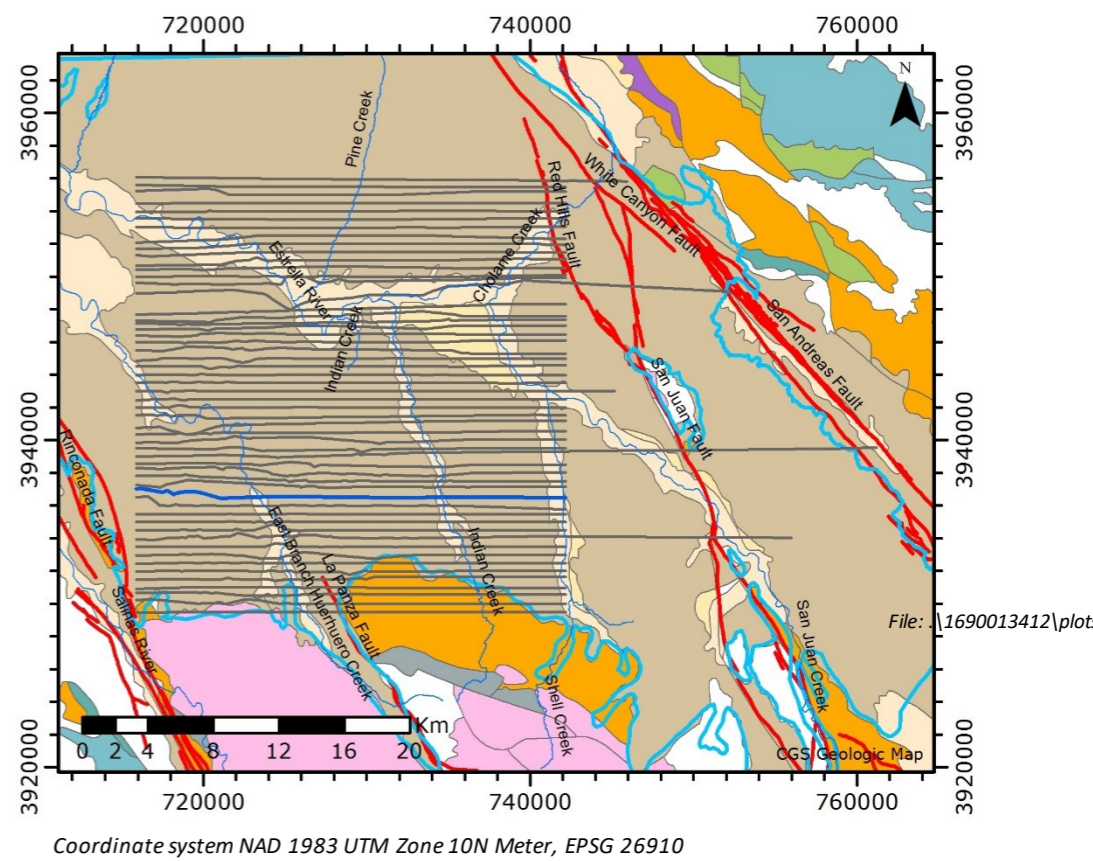 720000
740000
760000
3960000
3960000
N
Pine Creek
White Canyon Fault
Red Hills Fault
Cholame Creek
Estrella River
Indian Creek
San Andreas Fault
San Juan Fault
3940000
3940000
Rinconada Fault
East Branch Huerhuero Creek
La Panza Fault
Indian Creek
Salinas River
San Juan Creek
File: .\1690013412\plots
Shell Creek
Km
0 2 4 8 12 16 20
CGS Geologic Map
3920000
3920000
720000
740000
760000
Coordinate system NAD 1983 UTM Zone 10N Meter, EPSG 26910